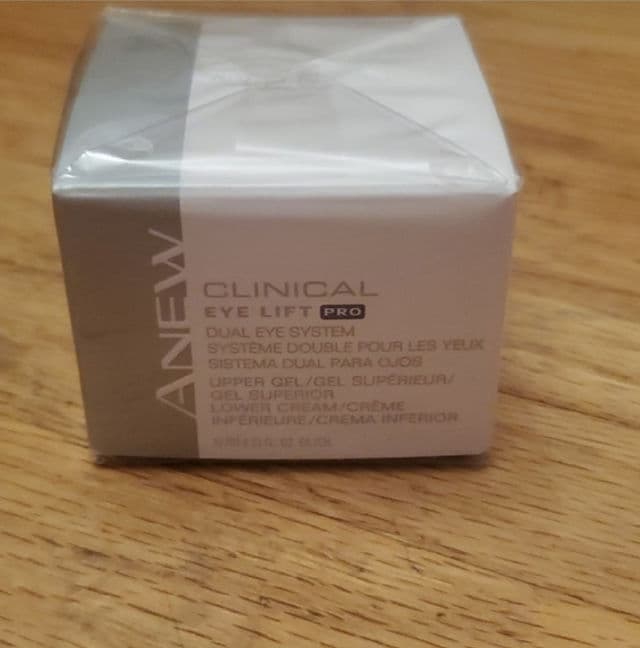 ANEW
CLINICAL
EYE LIFT PRO
DUAL EYE SYSTEM
SYSTÈME DOUBLE POUR LES YEUX
SISTEMA DUAL PARA OJOS
UPPER GEL/GEL SUPÉRIEUR/
GEL SUPERIOR
LOWER CREAM/CRÈME
INFÉRIEURE/CREMA INFERIOR